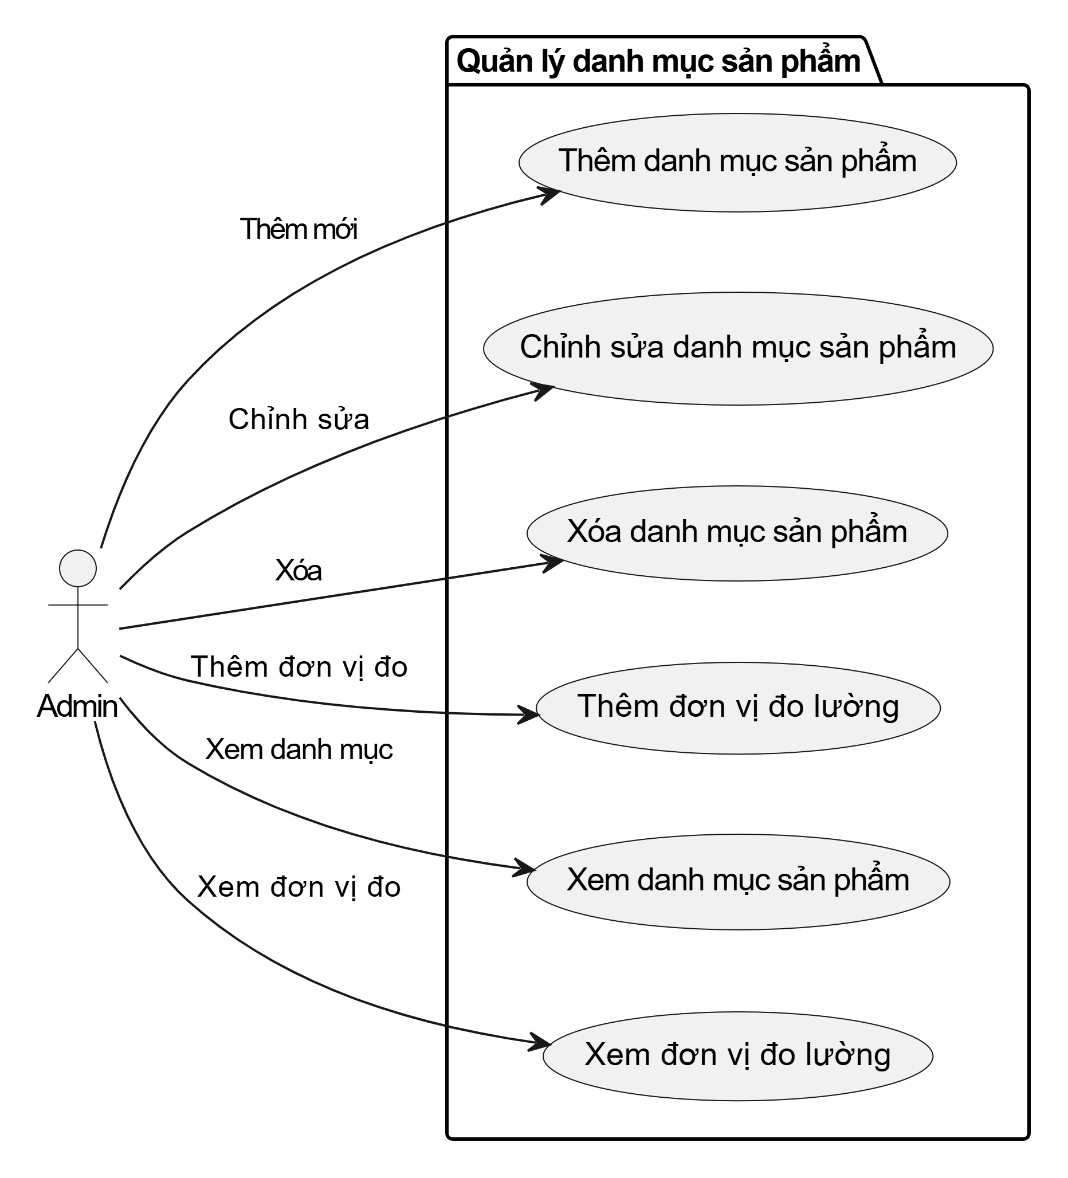 Quản lý danh mục sản phẩm
Thêm danh mục sản phẩm
Thêm mới
Chỉnh sửa danh mục sản phẩm
Chỉnh sửa
Xóa danh mục sản phẩm
Xóa
Thêm đơn vị đo
Admin
Thêm đơn vị đo lường
Xem danh mục
Xem danh mục sản phẩm
Xem đơn vị đo
Xem đơn vị đo lường